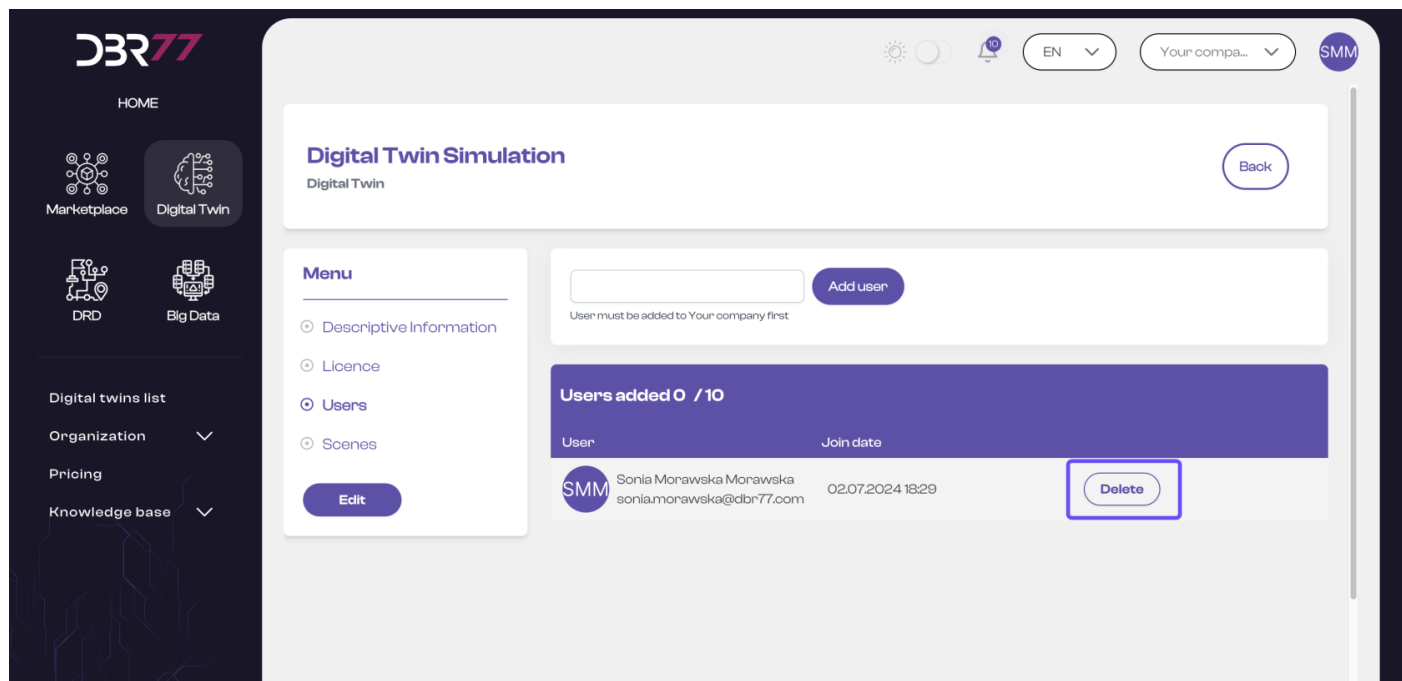 DBR77
10
EN
Your compa...
SMM
HOME
Marketplace
Digital Twin
DRD
Big Data
Digital twins list
Organization
Pricing
Knowledge base
Digital Twin Simulation
Digital Twin
Back
Menu
Descriptive Information
Licence
Users
Scenes
Edit
Add user
User must be added to Your company first
Users added 0 / 10
User Join date
SMM
Sonia Morawska Morawska
sonia.morawska@dbr77.com
02.07.2024 18:29
Delete